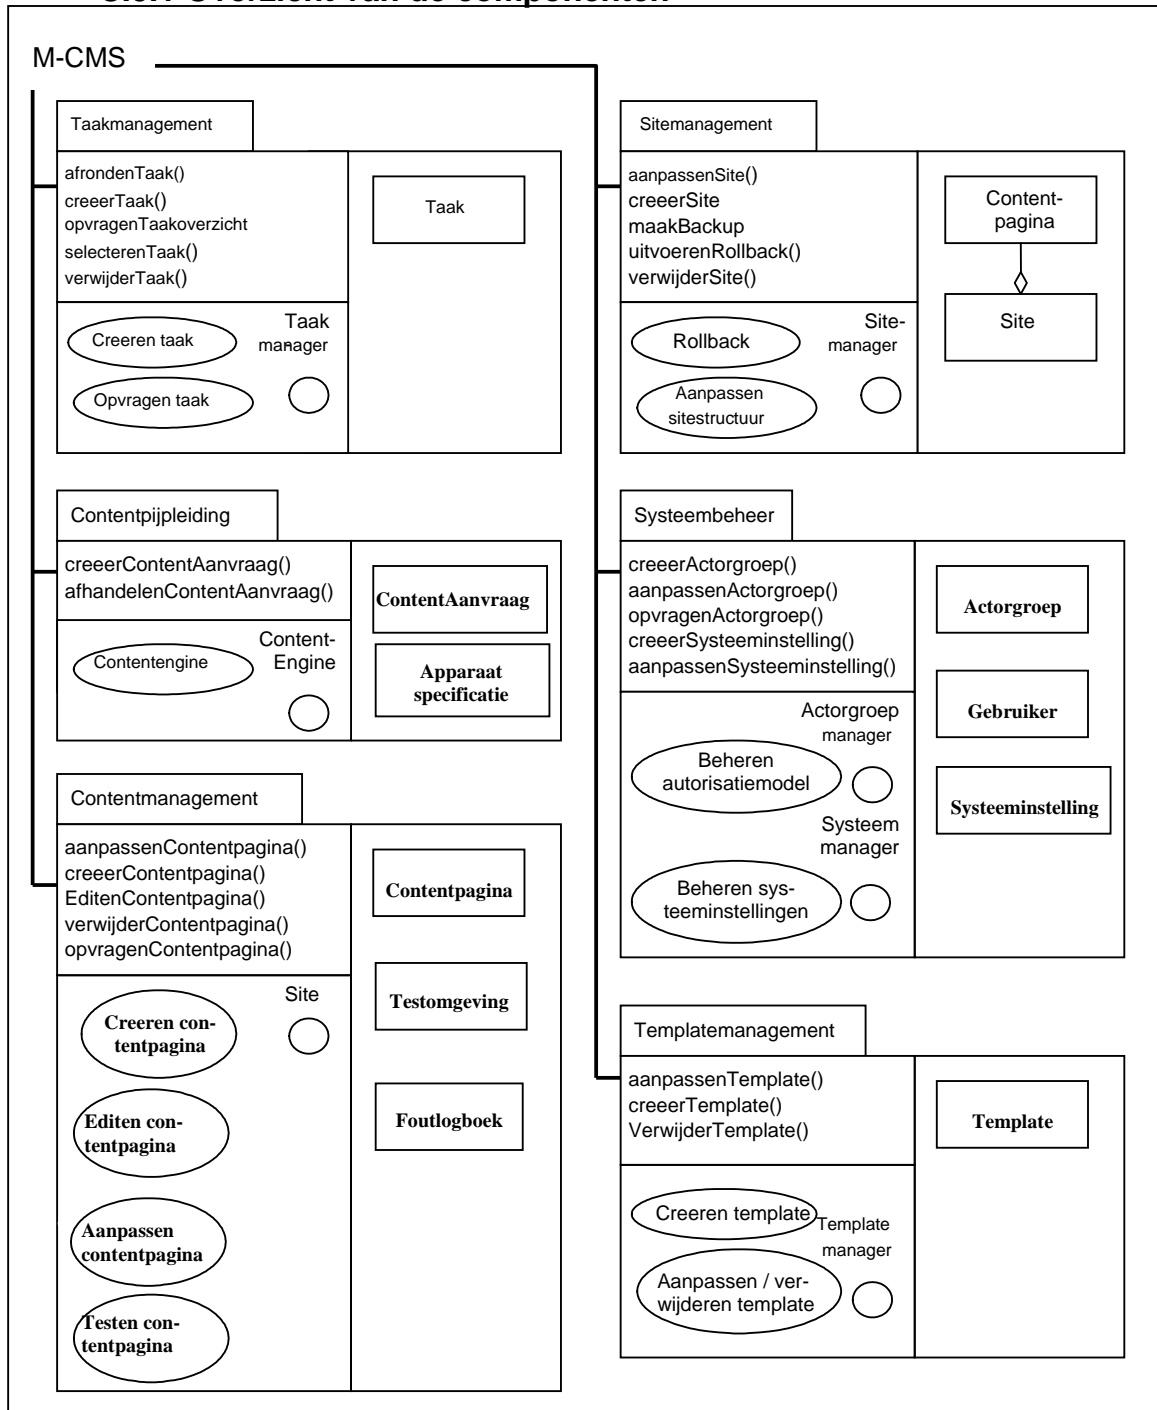 M-CMS
Taakmanagement
afrondenTaak()
creeerTaak()
opvragenTaakoverzicht
selecterenTaak()
verwijderTaak()
Taak
Creeren taak
Opvragen taak
Taak
manager
Sitemanagement
aanpassenSite()
creeerSite
maakBackup
uitvoerenRollback()
verwijderSite()
Content-
pagina
Site
Rollback
Aanpassen
sitestructuur
Site-
manager
Contentpijpleiding
creeerContentAanvraag()
afhandelenContentAanvraag()
ContentAanvraag
Apparaat
specificatie
Contentengine
Content-
Engine
Systeembeheer
creeerActorgroep()
aanpassenActorgroep()
opvragenActorgroep()
creeerSysteeminstelling()
aanpassenSysteeminstelling()
Actorgroep
Gebruiker
Systeeminstelling
Actorgroep
manager
Beheren
autorisatiemodel
Systeem
manager
Beheren sys-
teeminstellingen
Contentmanagement
aanpassenContentpagina()
creeerContentpagina()
EditenContentpagina()
verwijderContentpagina()
opvragenContentpagina()
Contentpagina
Testomgeving
Foutlogboek
Site
Creeren con-
tentpagina
Editen con-
tentpagina
Aanpassen
contentpagina
Testen con-
tentpagina
Templatemanagement
aanpassenTemplate()
creeerTemplate()
VerwijderTemplate()
Template
Creeren template
Template
manager
Aanpassen / ver-
wijderen template